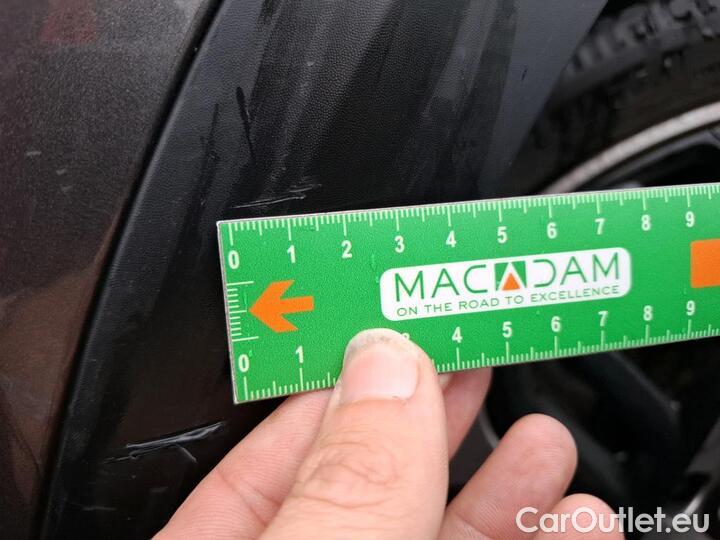 0 1 2 3 4 5 6 7 8 9
MACADAM
ON THE ROAD TO EXCELLENCE
0 1 3 4 5 6 7 8 9
CarOutlet.eu